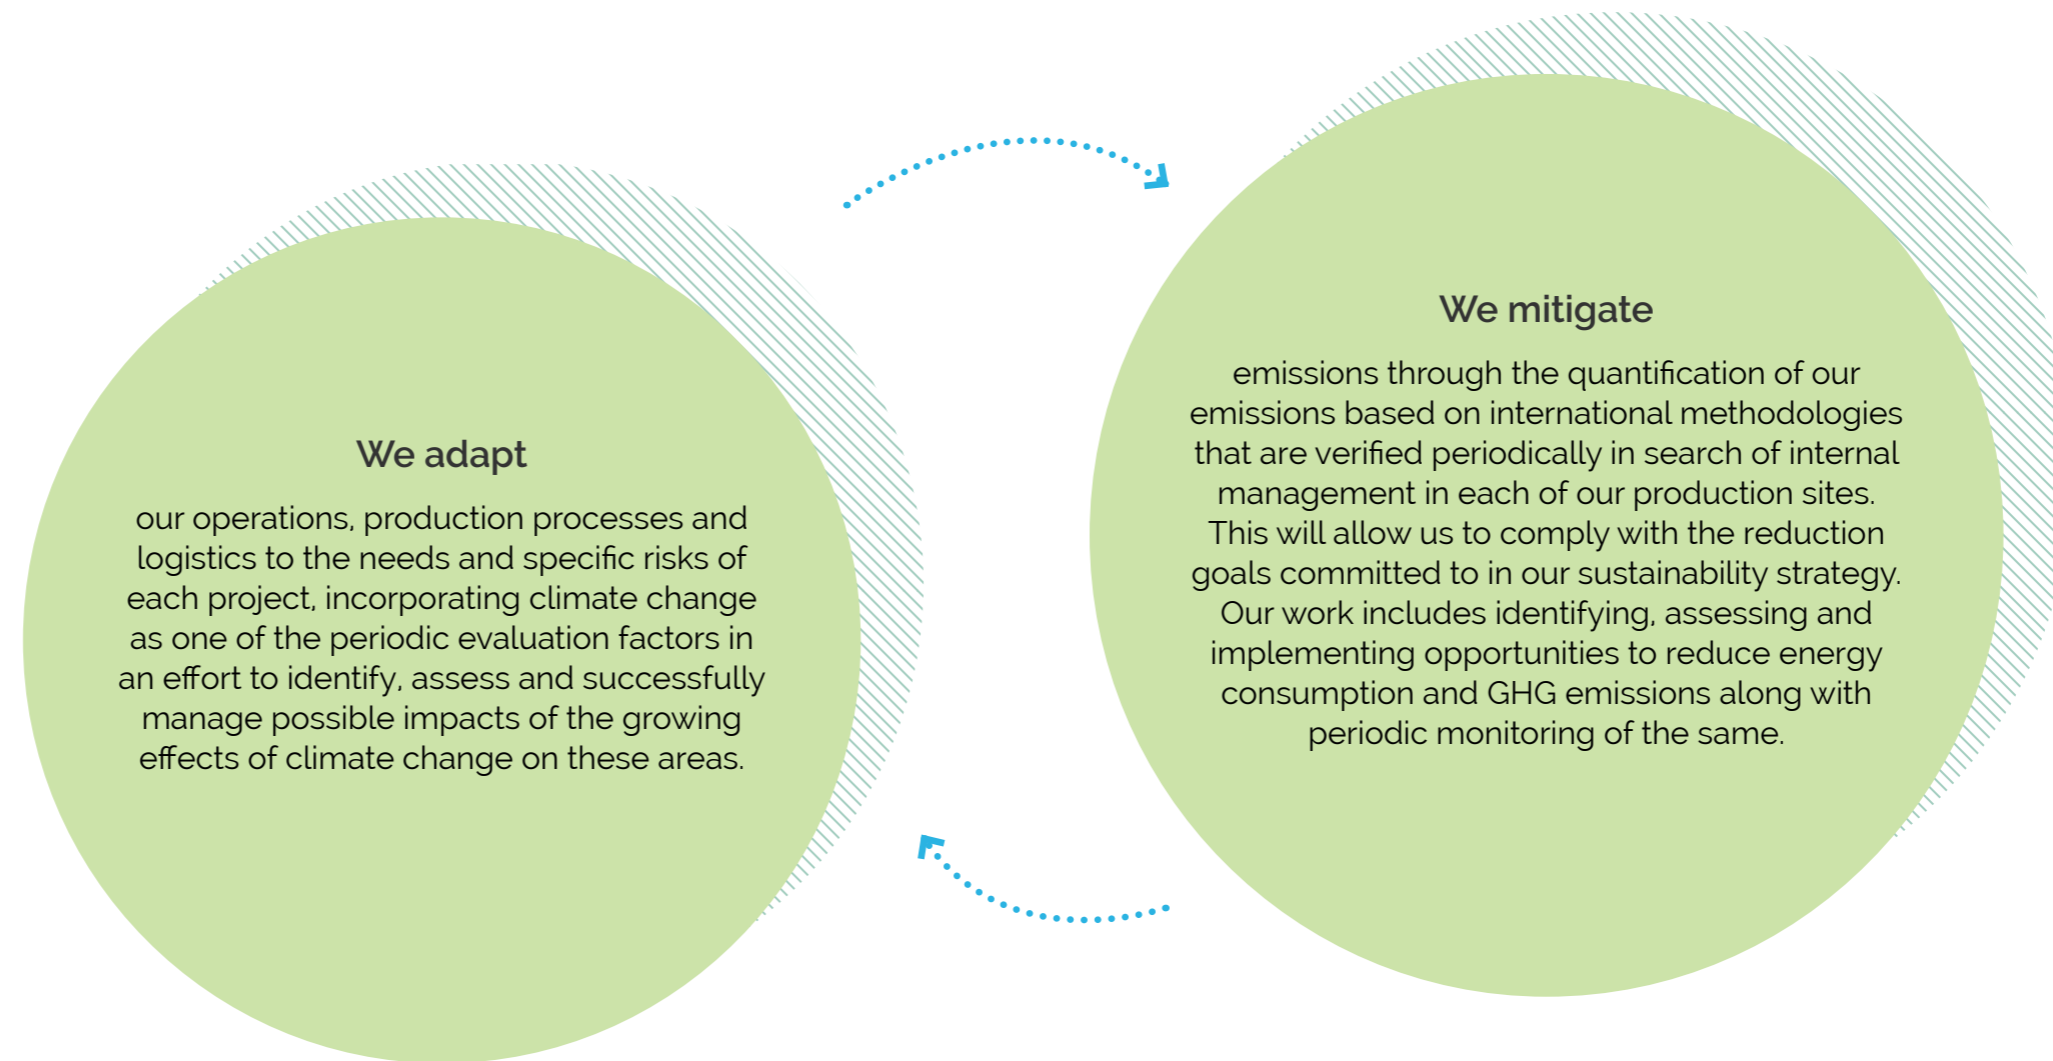 We adapt
our operations, production processes and
logistics to the needs and specific risks of
each project, incorporating climate change
as one of the periodic evaluation factors in
an effort to identify, assess and successfully
manage possible impacts of the growing
effects of climate change on these areas.
We mitigate
emissions through the quantification of our
emissions based on international methodologies
that are verified periodically in search of internal
management in each of our production sites.
This will allow us to comply with the reduction
goals committed to in our sustainability strategy.
Our work includes identifying, assessing and
implementing opportunities to reduce energy
consumption and GHG emissions along with
periodic monitoring of the same.